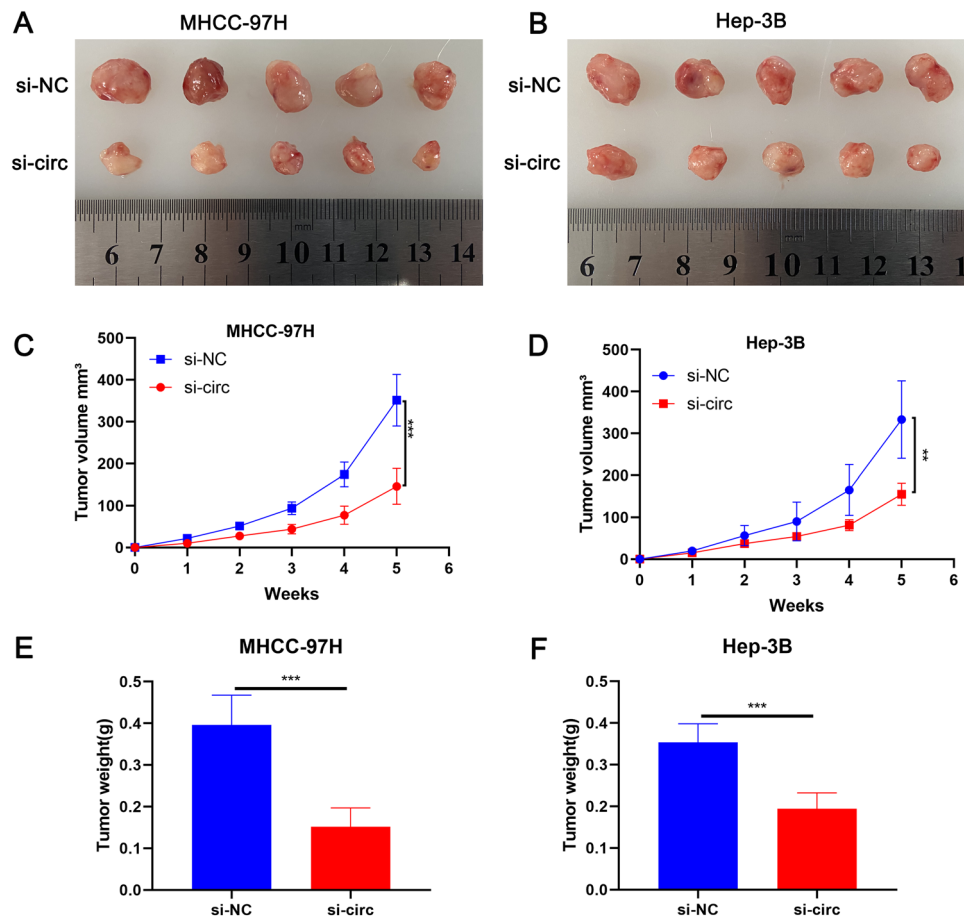 A
MHCC-97H
si-NC
si-circ
mm
6 7 8 9 10 11 12 13 14
B
Hep-3B
si-NC
si-circ
mm
6 7 8 9 10 11 12 13 1
C
MHCC-97H
si-NC
si-circ
Tumor volume mm³
500
400
300
200
100
0
***
0 1 2 3 4 5 6
Weeks
D
Hep-3B
si-NC
si-circ
Tumor volume mm³
500
400
300
200
100
0
**
0 1 2 3 4 5 6
Weeks
E
MHCC-97H
Tumor weight(g)
0.5
0.4
0.3
0.2
0.1
0.0
***
si-NC si-circ
F
Hep-3B
Tumor weight(g)
0.5
0.4
0.3
0.2
0.1
0.0
***
si-NC si-circ